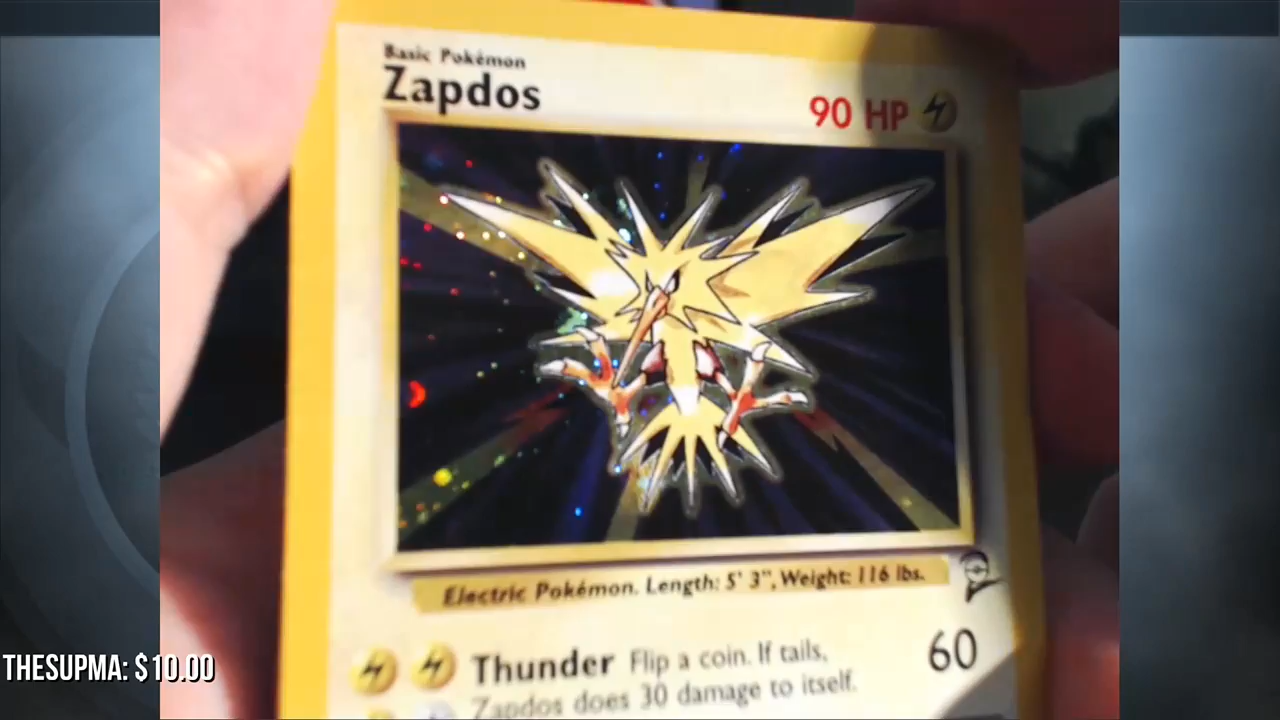 Basic Pokémon
Zapdos
90 HP
Electric Pokémon. Length: 5' 3", Weight: 116 lbs.
Thunder Flip a coin. If tails,
60
Zapdos does 30 damage to itself.
THESUPMA: $10.00